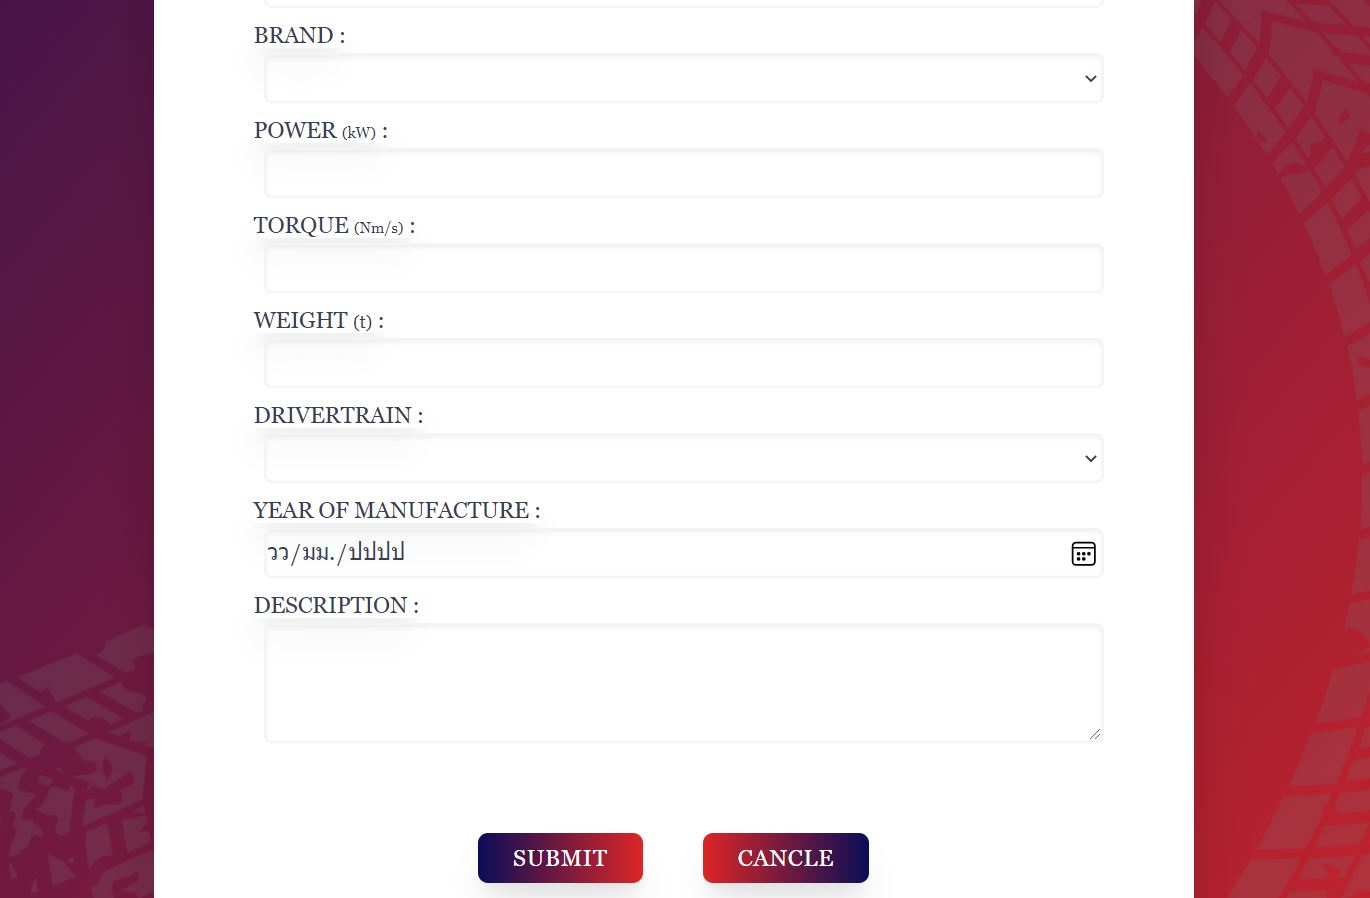 BRAND :
POWER (kW) :
TORQUE (Nm/s) :
WEIGHT (t) :
DRIVERTRAIN :
YEAR OF MANUFACTURE :
วว/มม./ปปปป
DESCRIPTION :
SUBMIT CANCLE